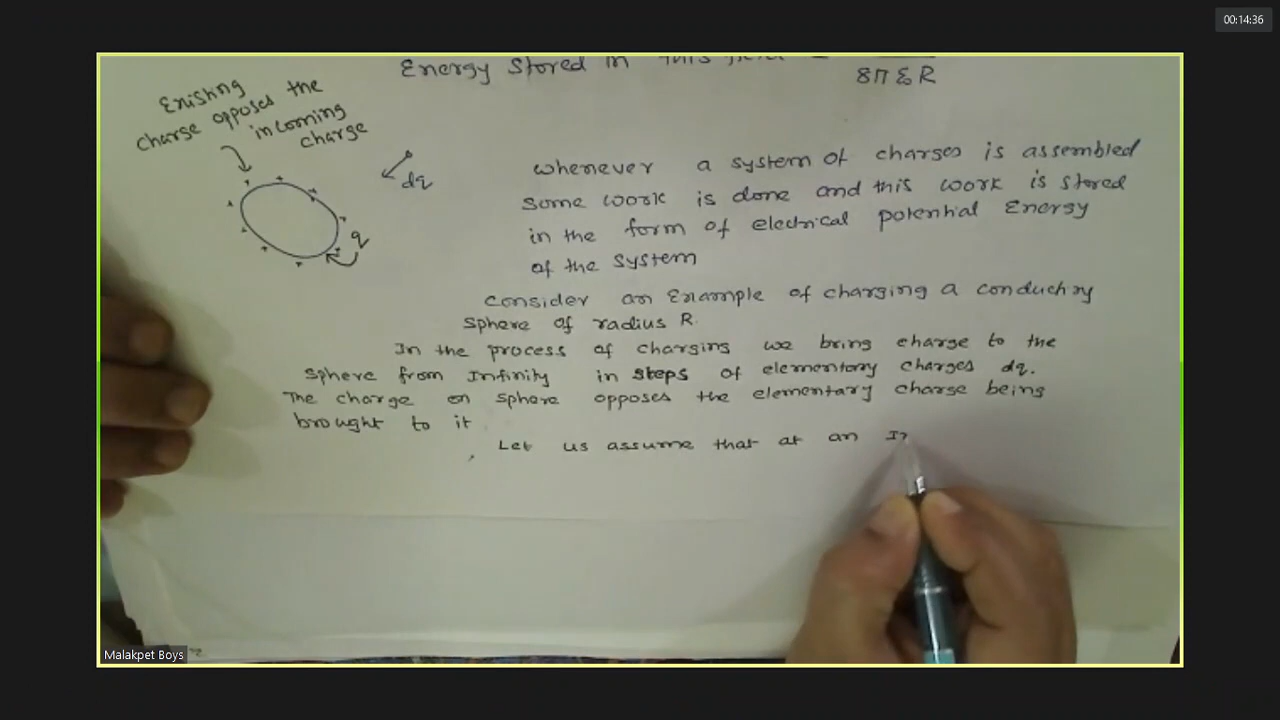 00:14:36
Energy Stored in this field =
8π ε R
Existing
charge opposes the
incoming
charge
dq
q
whenever a system of charges is assembled
some work is done and this work is stored
in the form of electrical potential Energy
of the system
consider an Example of charging a conducting
sphere of radius R.
In the process of charging we bring charge to the
sphere from Infinity in steps of elementary charges dq.
The charge on sphere opposes the elementary charge being
brought to it
Let us assume that at an In
Malakpet Boys